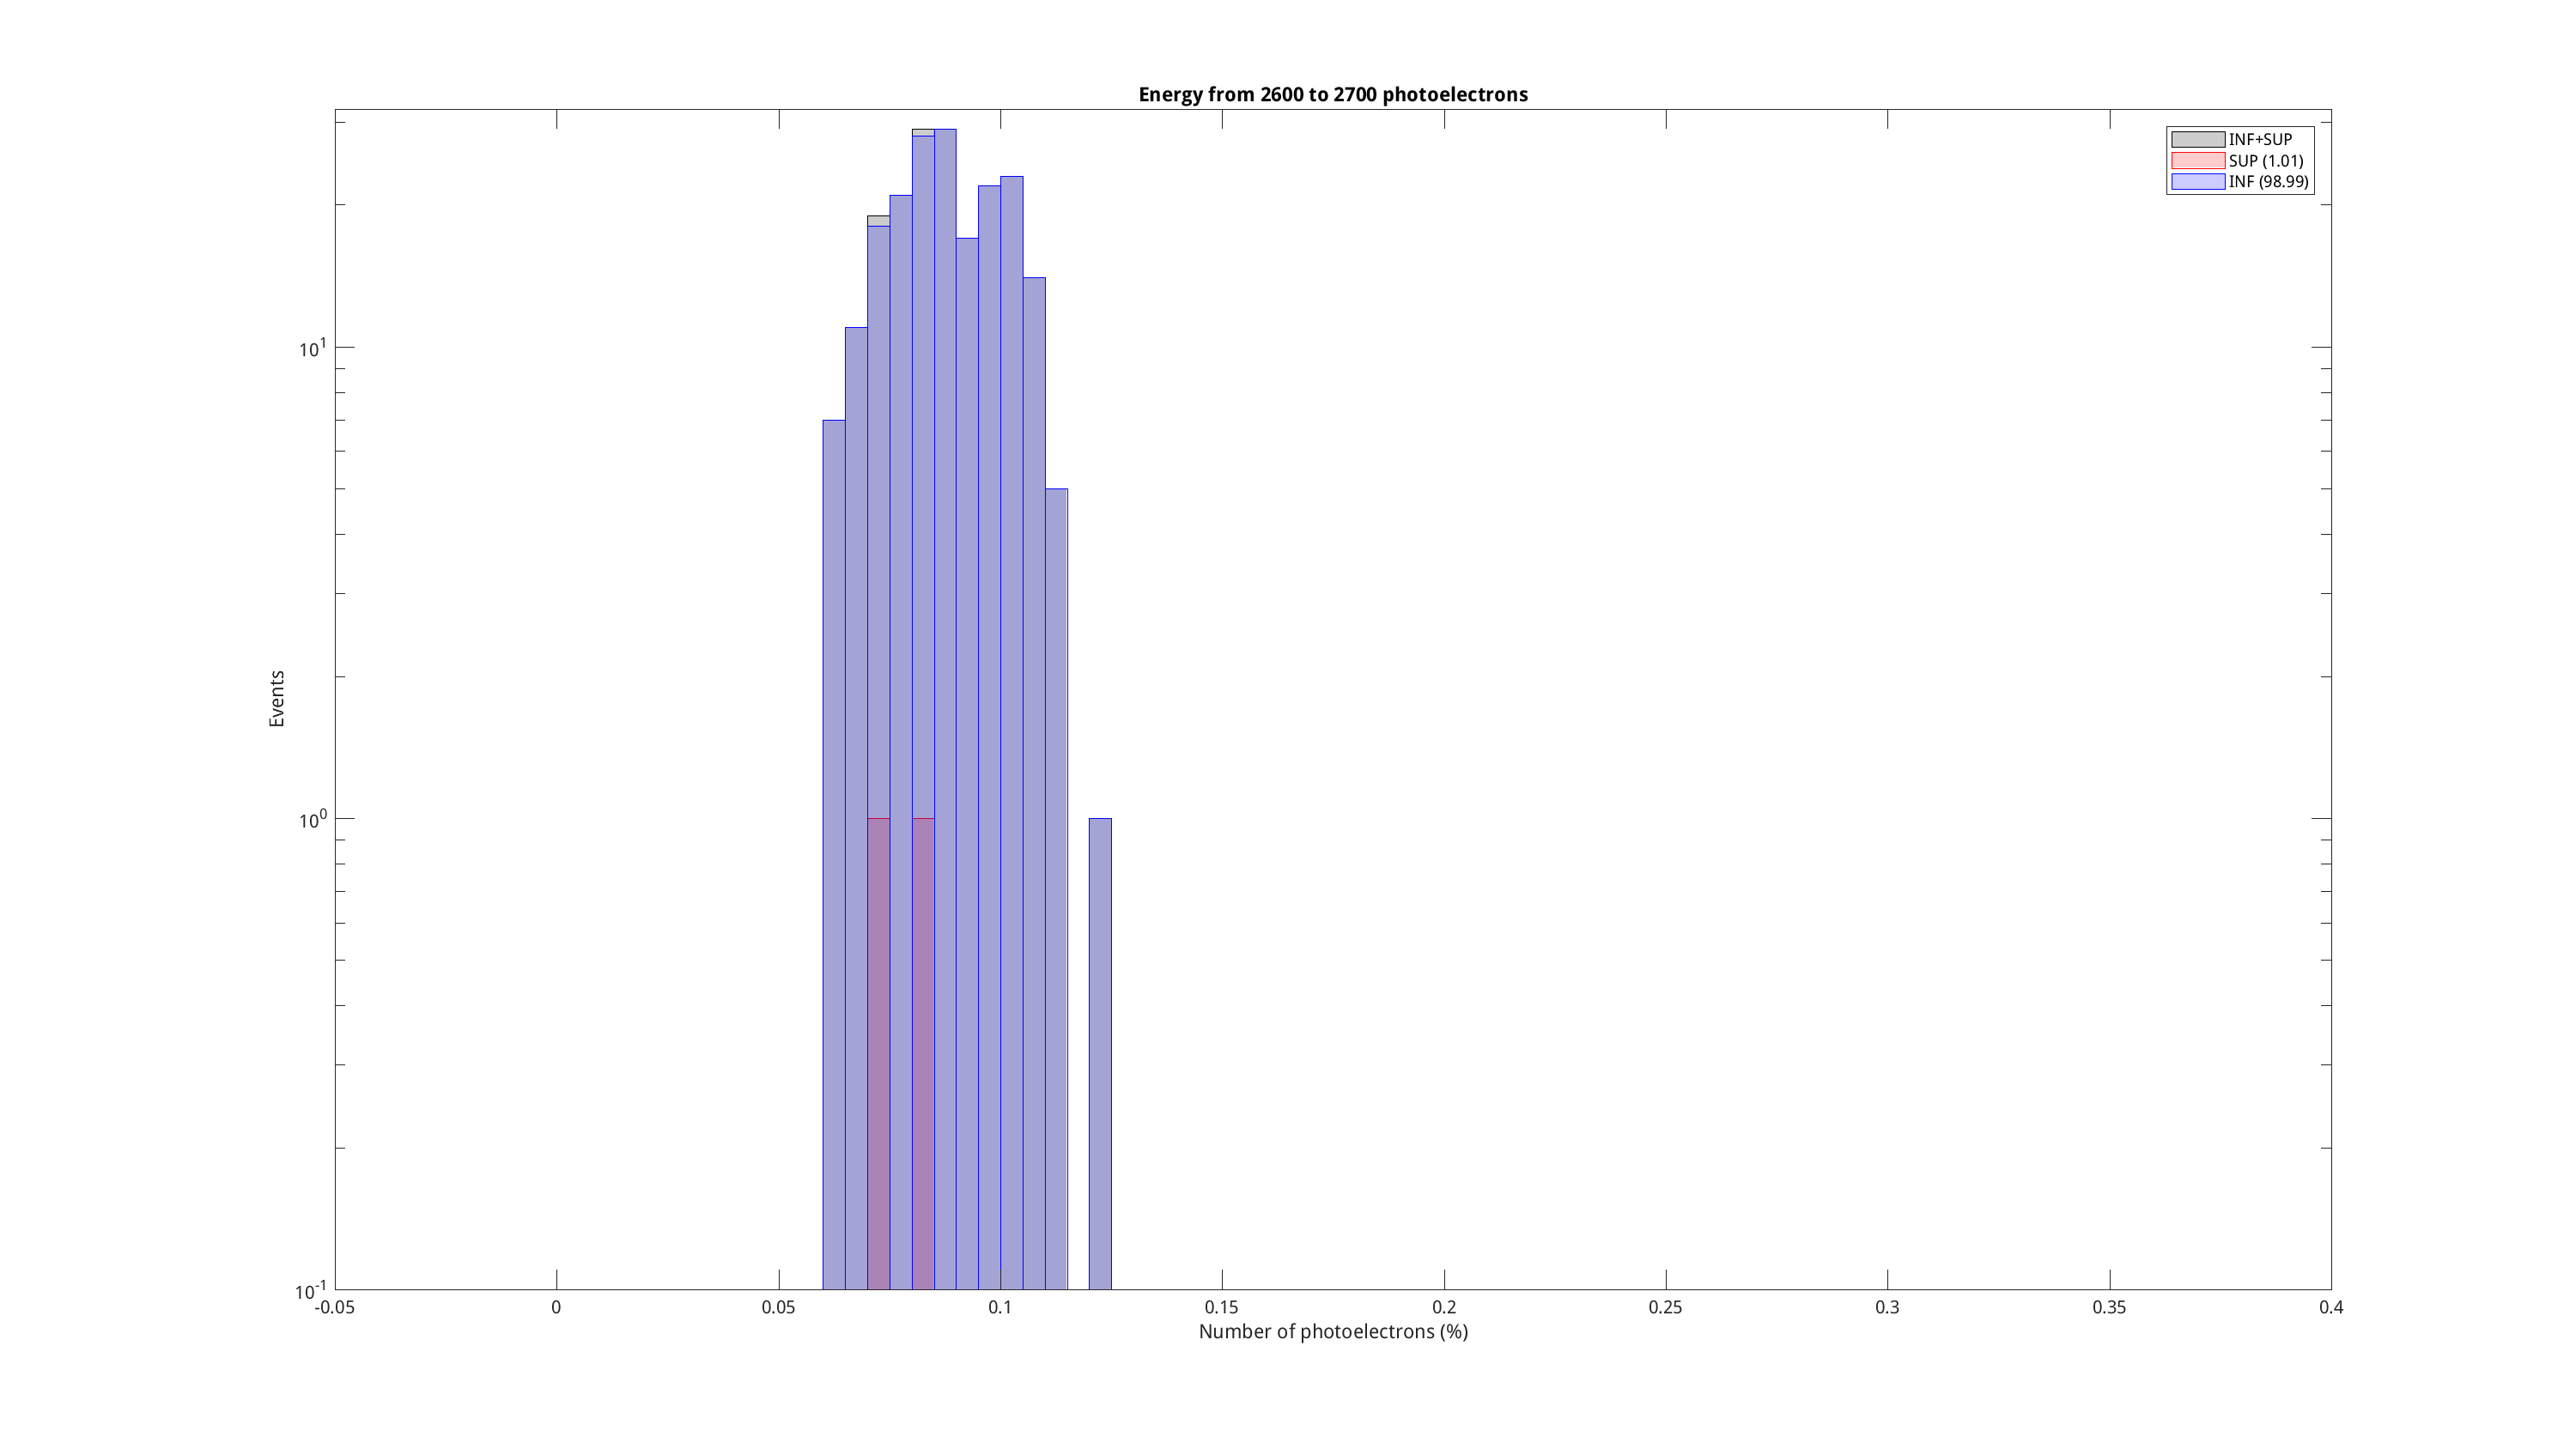 Energy from 2600 to 2700 photoelectrons
INF+SUP
SUP (1.01)
INF (98.99)
10^1
10^0
10^-1
Events
-0.05 0 0.05 0.1 0.15 0.2 0.25 0.3 0.35 0.4
Number of photoelectrons (%)